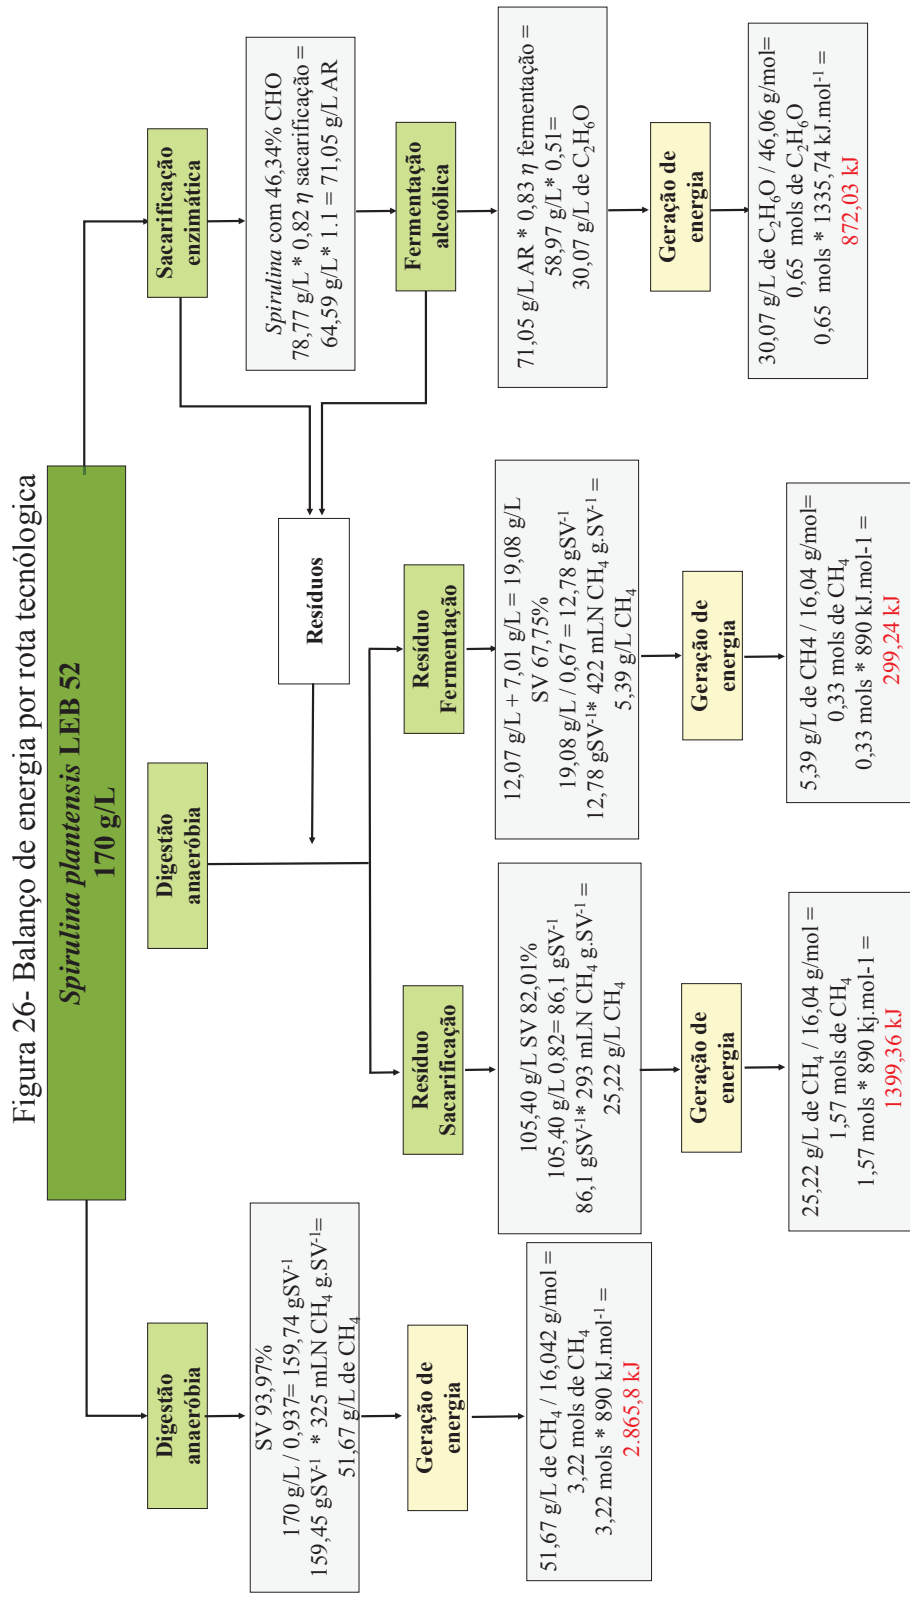 Figura 26- Balanço de energia por rota tecnólogica
Spirulina plantensis LEB 52
170 g/L
Digestão
anaeróbia
SV 93,97%
170 g/L / 0,937= 159,74 gSV⁻¹
159,45 gSV⁻¹ * 325 mLN CH₄ g.SV⁻¹=
51,67 g/L de CH₄
Geração de
energia
51,67 g/L de CH₄ / 16,042 g/mol =
3,22 mols de CH₄
3,22 mols * 890 kJ.mol⁻¹ =
2.865,8 kJ
Digestão
anaeróbia
Resíduos
Resíduo
Sacarificação
105,40 g/L SV 82,01%
105,40 g/L 0,82= 86,1 gSV⁻¹
86,1 gSV⁻¹* 293 mLN CH₄ g.SV⁻¹ =
25,22 g/L CH₄
Geração de
energia
25,22 g/L de CH₄ / 16,04 g/mol =
1,57 mols de CH₄
1,57 mols * 890 kj.mol-1 =
1399,36 kJ
Resíduo
Fermentação
12,07 g/L + 7,01 g/L = 19,08 g/L
SV 67,75%
19,08 g/L / 0,67 = 12,78 gSV⁻¹
12,78 gSV⁻¹* 422 mLN CH₄ g.SV⁻¹ =
5,39 g/L CH₄
Geração de
energia
5,39 g/L de CH4 / 16,04 g/mol=
0,33 mols de CH₄
0,33 mols * 890 kJ.mol-1 =
299,24 kJ
Sacarificação
enzimática
Spirulina com 46,34% CHO
78,77 g/L * 0,82 η sacarificação =
64,59 g/L* 1.1 = 71,05 g/L AR
Fermentação
alcoólica
71,05 g/L AR * 0,83 η fermentação =
58,97 g/L * 0,51=
30,07 g/L de C₂H₆O
Geração de
energia
30,07 g/L de C₂H₆O / 46,06 g/mol=
0,65 mols de C₂H₆O
0,65 mols * 1335,74 kJ.mol⁻¹ =
872,03 kJ